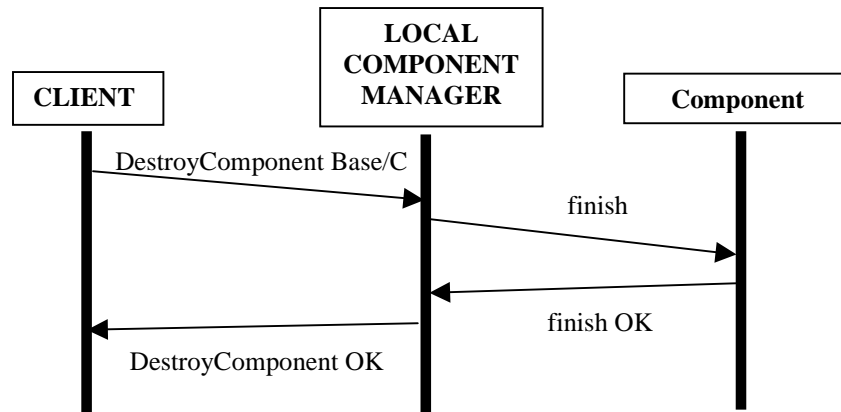 CLIENT
LOCAL
COMPONENT
MANAGER
Component
DestroyComponent Base/C
finish
finish OK
DestroyComponent OK